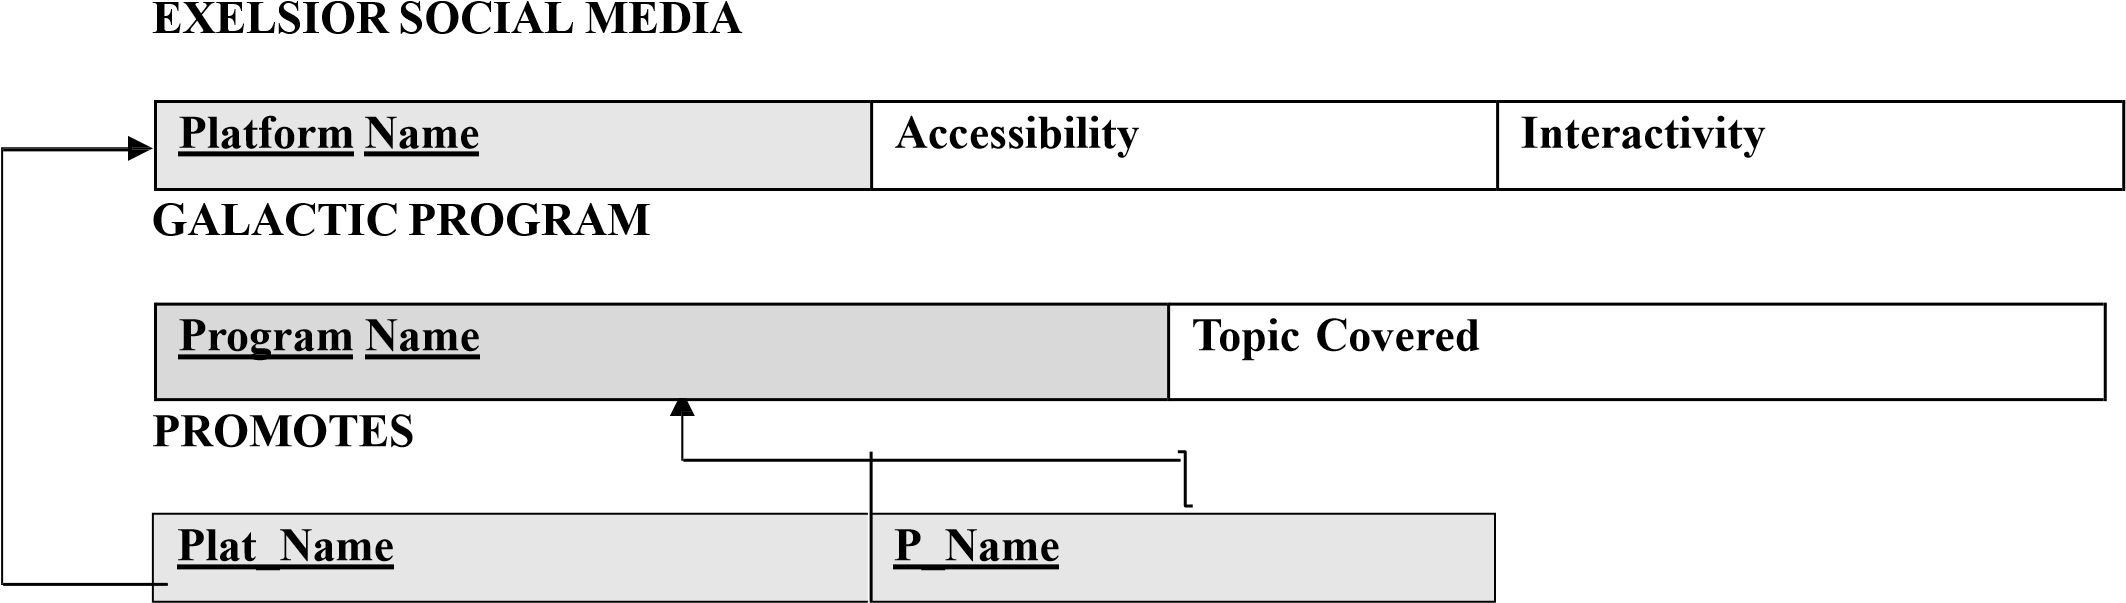 EXELSIOR SOCIAL MEDIA
Platform Name Accessibility Interactivity
GALACTIC PROGRAM
Program Name Topic Covered
PROMOTES
Plat_Name P_Name